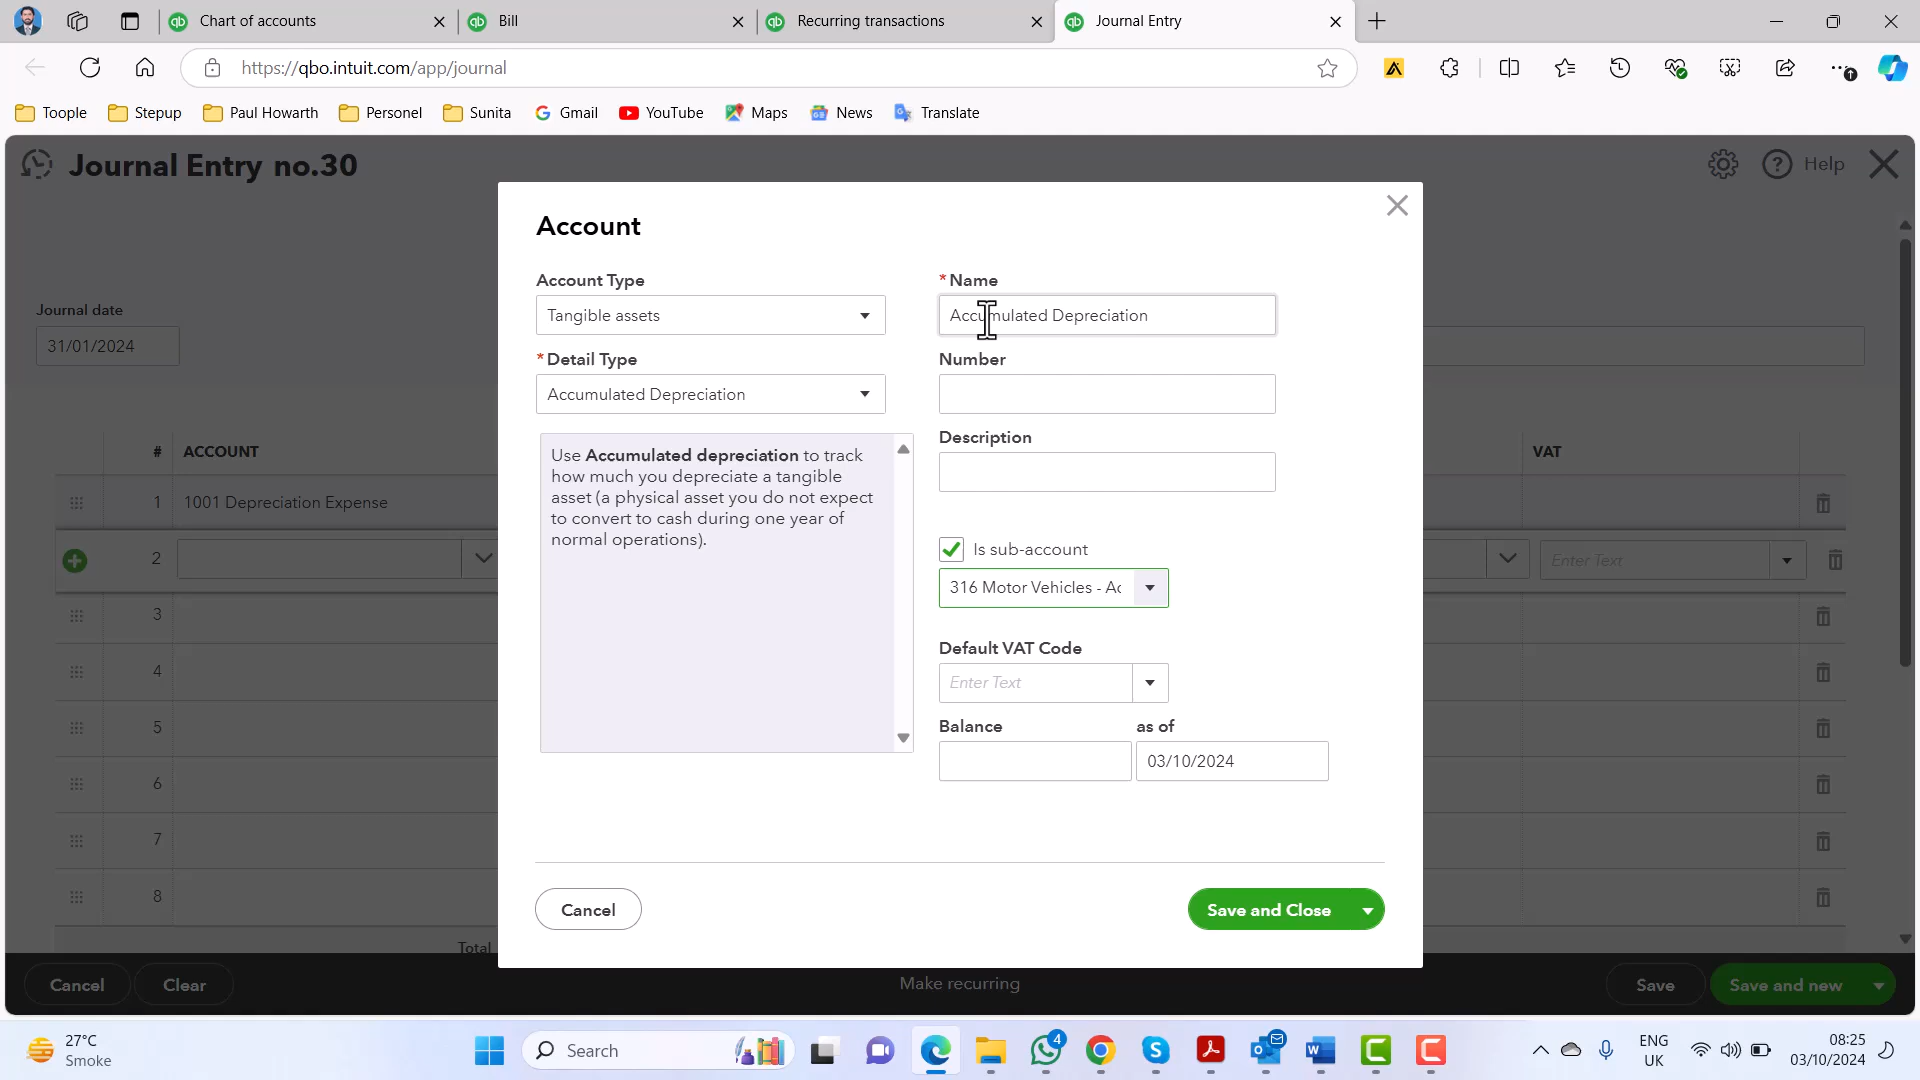 Chart of accounts
Bill
Recurring transactions
Journal Entry
https://qbo.intuit.com/app/journal
Toople
Stepup
Paul Howarth
Personel
Sunita
Gmail
YouTube
Maps
News
Translate
Journal Entry no.30
Help
Journal date
31/01/2024
# ACCOUNT
VAT
1 1001 Depreciation Expense
2
Enter Text
3
4
5
6
7
8
Total
Account
Account Type
Tangible assets
*Detail Type
Accumulated Depreciation
Use Accumulated depreciation to track
how much you depreciate a tangible
asset (a physical asset you do not expect
to convert to cash during one year of
normal operations).
*Name
Accumulated Depreciation
Number
Description
Is sub-account
316 Motor Vehicles - Ac
Default VAT Code
Enter Text
Balance
as of
03/10/2024
Cancel
Save and Close
Cancel
Clear
Make recurring
Save
Save and new
27°C
Smoke
Search
4
ENG
UK
08:25
03/10/2024